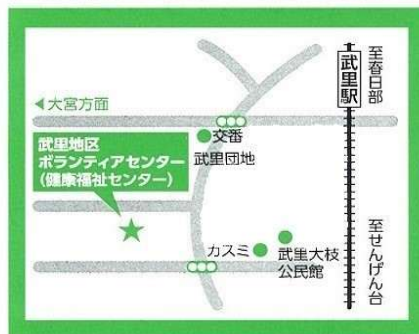 至春日部
武里駅
◀大宮方面
交番
武里団地
武里地区
ボランティアセンター
(健康福祉センター)
カスミ
武里大枝
公民館
至せんげん台